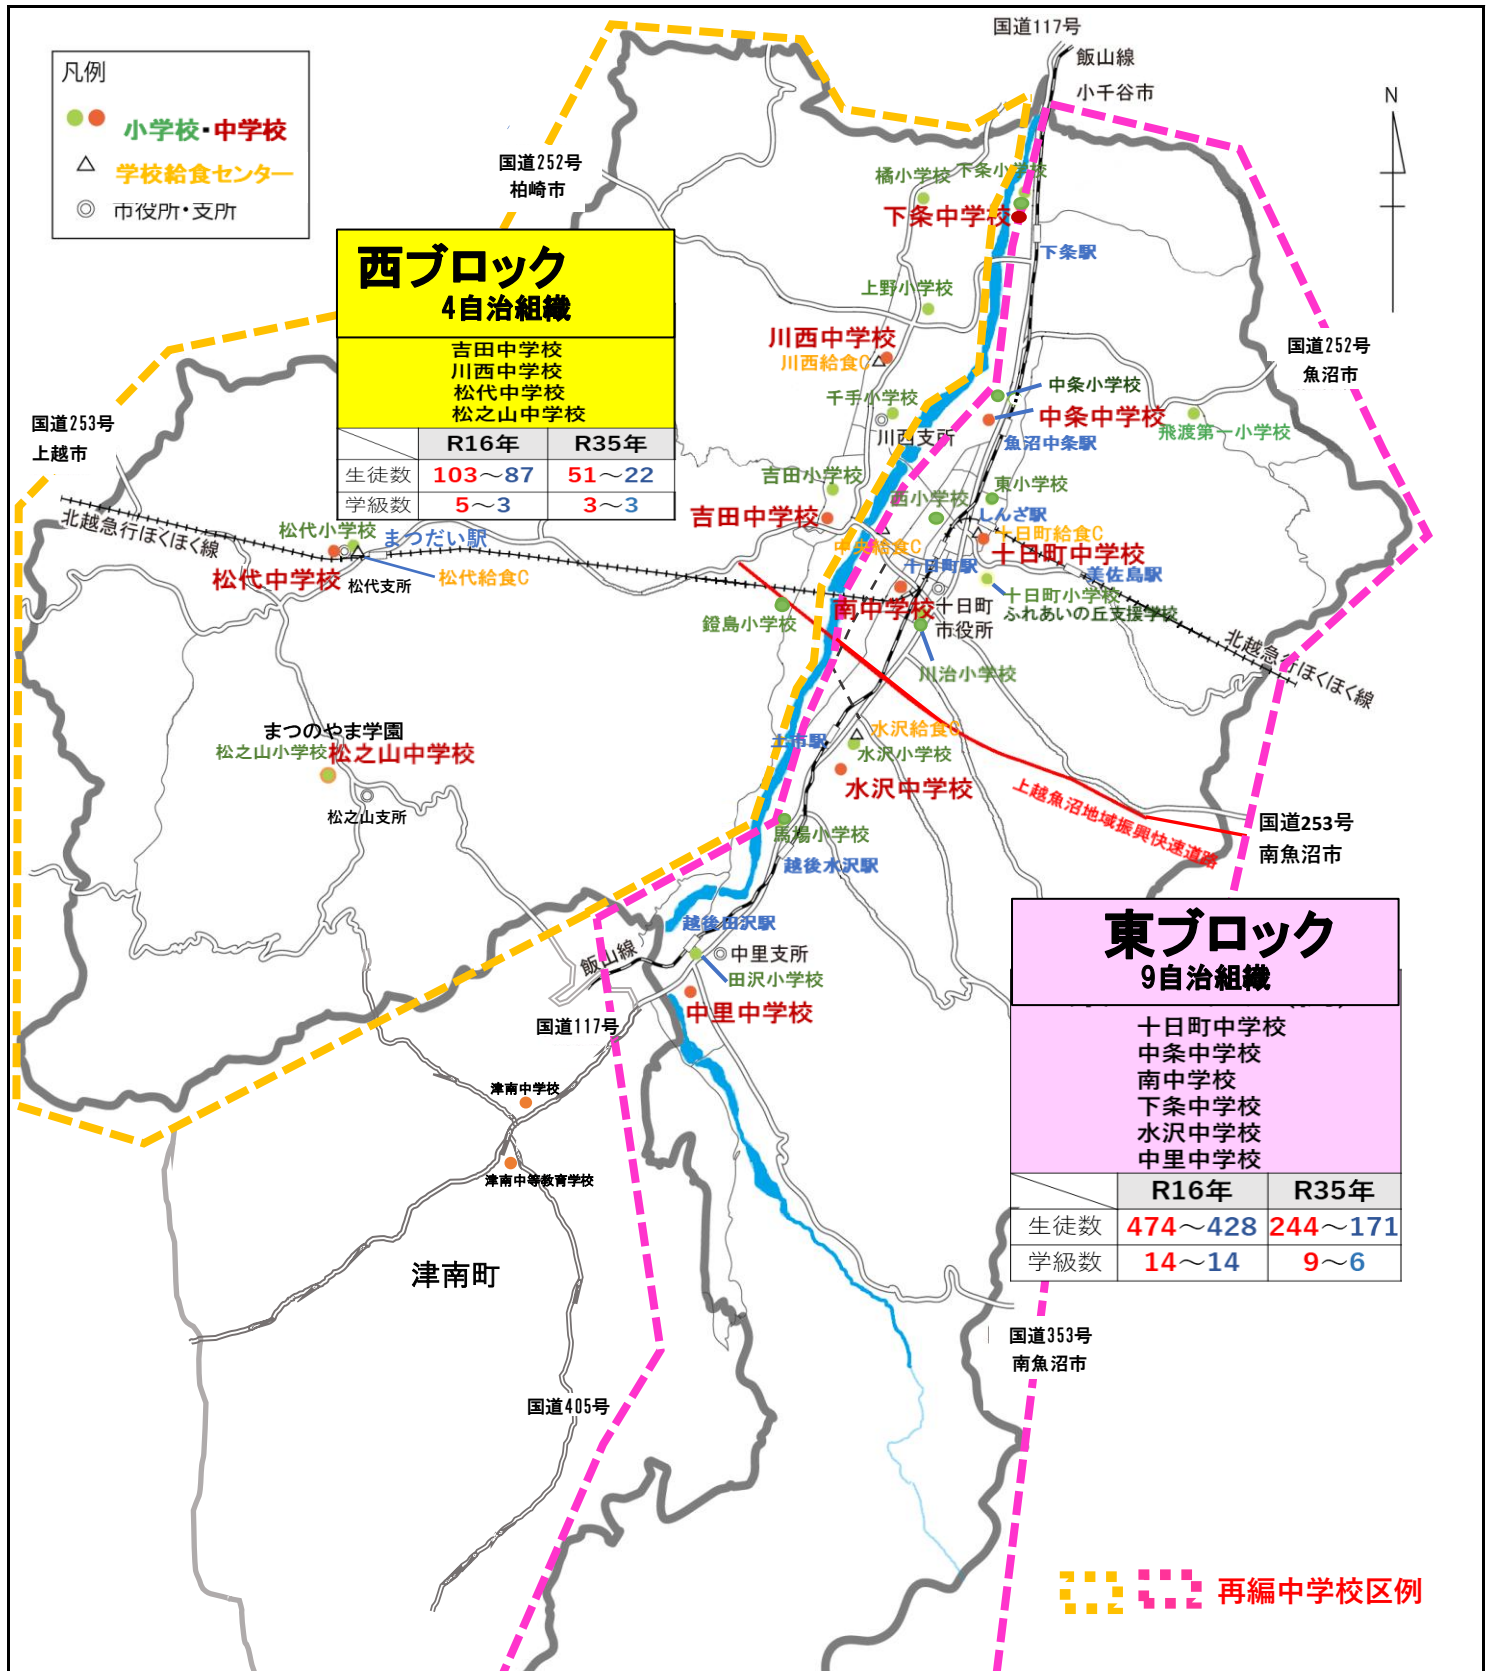 国道117号
飯山線
小千谷市
凡例
小学校・中学校
学校給食センター
市役所・支所
N
国道252号
柏崎市
橘小学校
下条小学校
下条中学校
下条駅
西ブロック
4自治組織
吉田中学校
川西中学校
松代中学校
松之山中学校
R16年 R35年
生徒数 103～87 51～22
学級数 5～3 3～3
上野小学校
川西中学校
川西給食C
国道252号
魚沼市
千手小学校
川西支所
中条小学校
中条中学校
魚沼中条駅
飛渡第一小学校
国道253号
上越市
吉田小学校
吉田中学校
西小学校
東小学校
しんざ駅
中央給食C
十日町給食C
十日町中学校
十日町駅
美佐島駅
北越急行ほくほく線
松代小学校
まつだい駅
松代中学校
松代支所
松代給食C
鐙島小学校
南中学校
十日町
市役所
十日町小学校
ふれあいの丘支援学校
川治小学校
北越急行ほくほく線
まつのやま学園
松之山小学校
松之山中学校
松之山支所
土市駅
水沢給食C
水沢小学校
水沢中学校
上越魚沼地域振興快速道路
国道253号
南魚沼市
馬場小学校
越後水沢駅
越後田沢駅
飯山線
中里支所
田沢小学校
中里中学校
国道117号
東ブロック
9自治組織
十日町中学校
中条中学校
南中学校
下条中学校
水沢中学校
中里中学校
R16年 R35年
生徒数 474～428 244～171
学級数 14～14 9～6
津南中学校
津南中等教育学校
津南町
国道353号
南魚沼市
国道405号
再編中学校区例